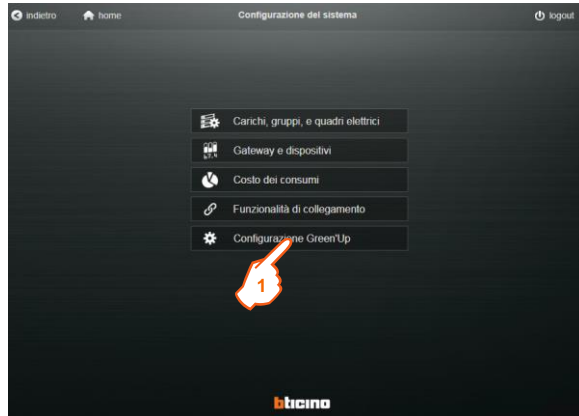 indietro home Configurazione del sistema logout
Carichi, gruppi, e quadri elettrici
Gateway e dispositivi
Costo dei consumi
Funzionalità di collegamento
Configurazione Green'Up
1
bticino